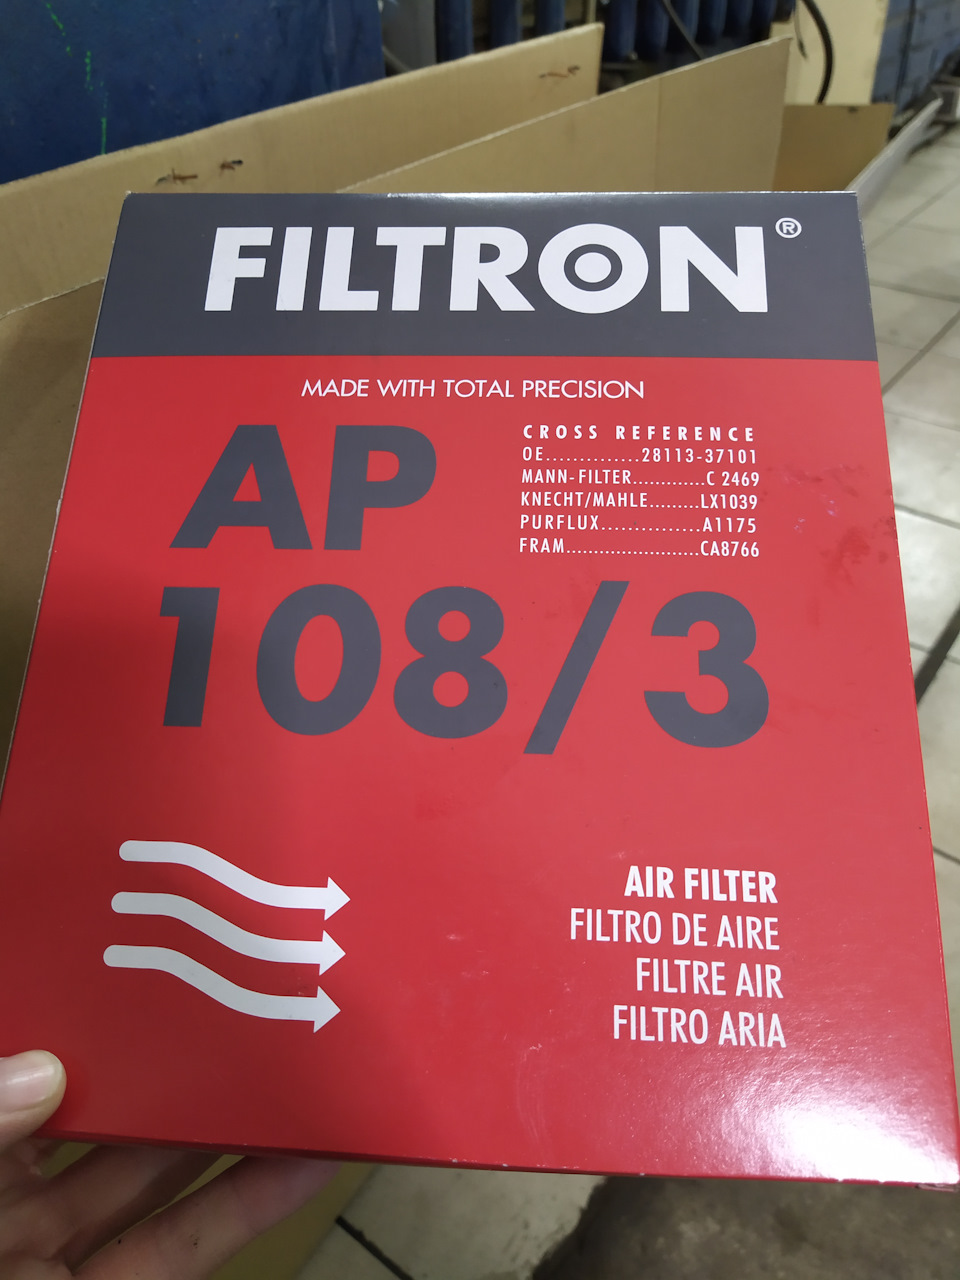 FILTRON®
MADE WITH TOTAL PRECISION
AP
108/3
CROSS REFERENCE
OE..............28113-37101
MANN-FILTER.............C 2469
KNECHT/MAHLE.........LX1039
PURFLUX...............A1175
FRAM........................CA8766
AIR FILTER
FILTRO DE AIRE
FILTRE AIR
FILTRO ARIA